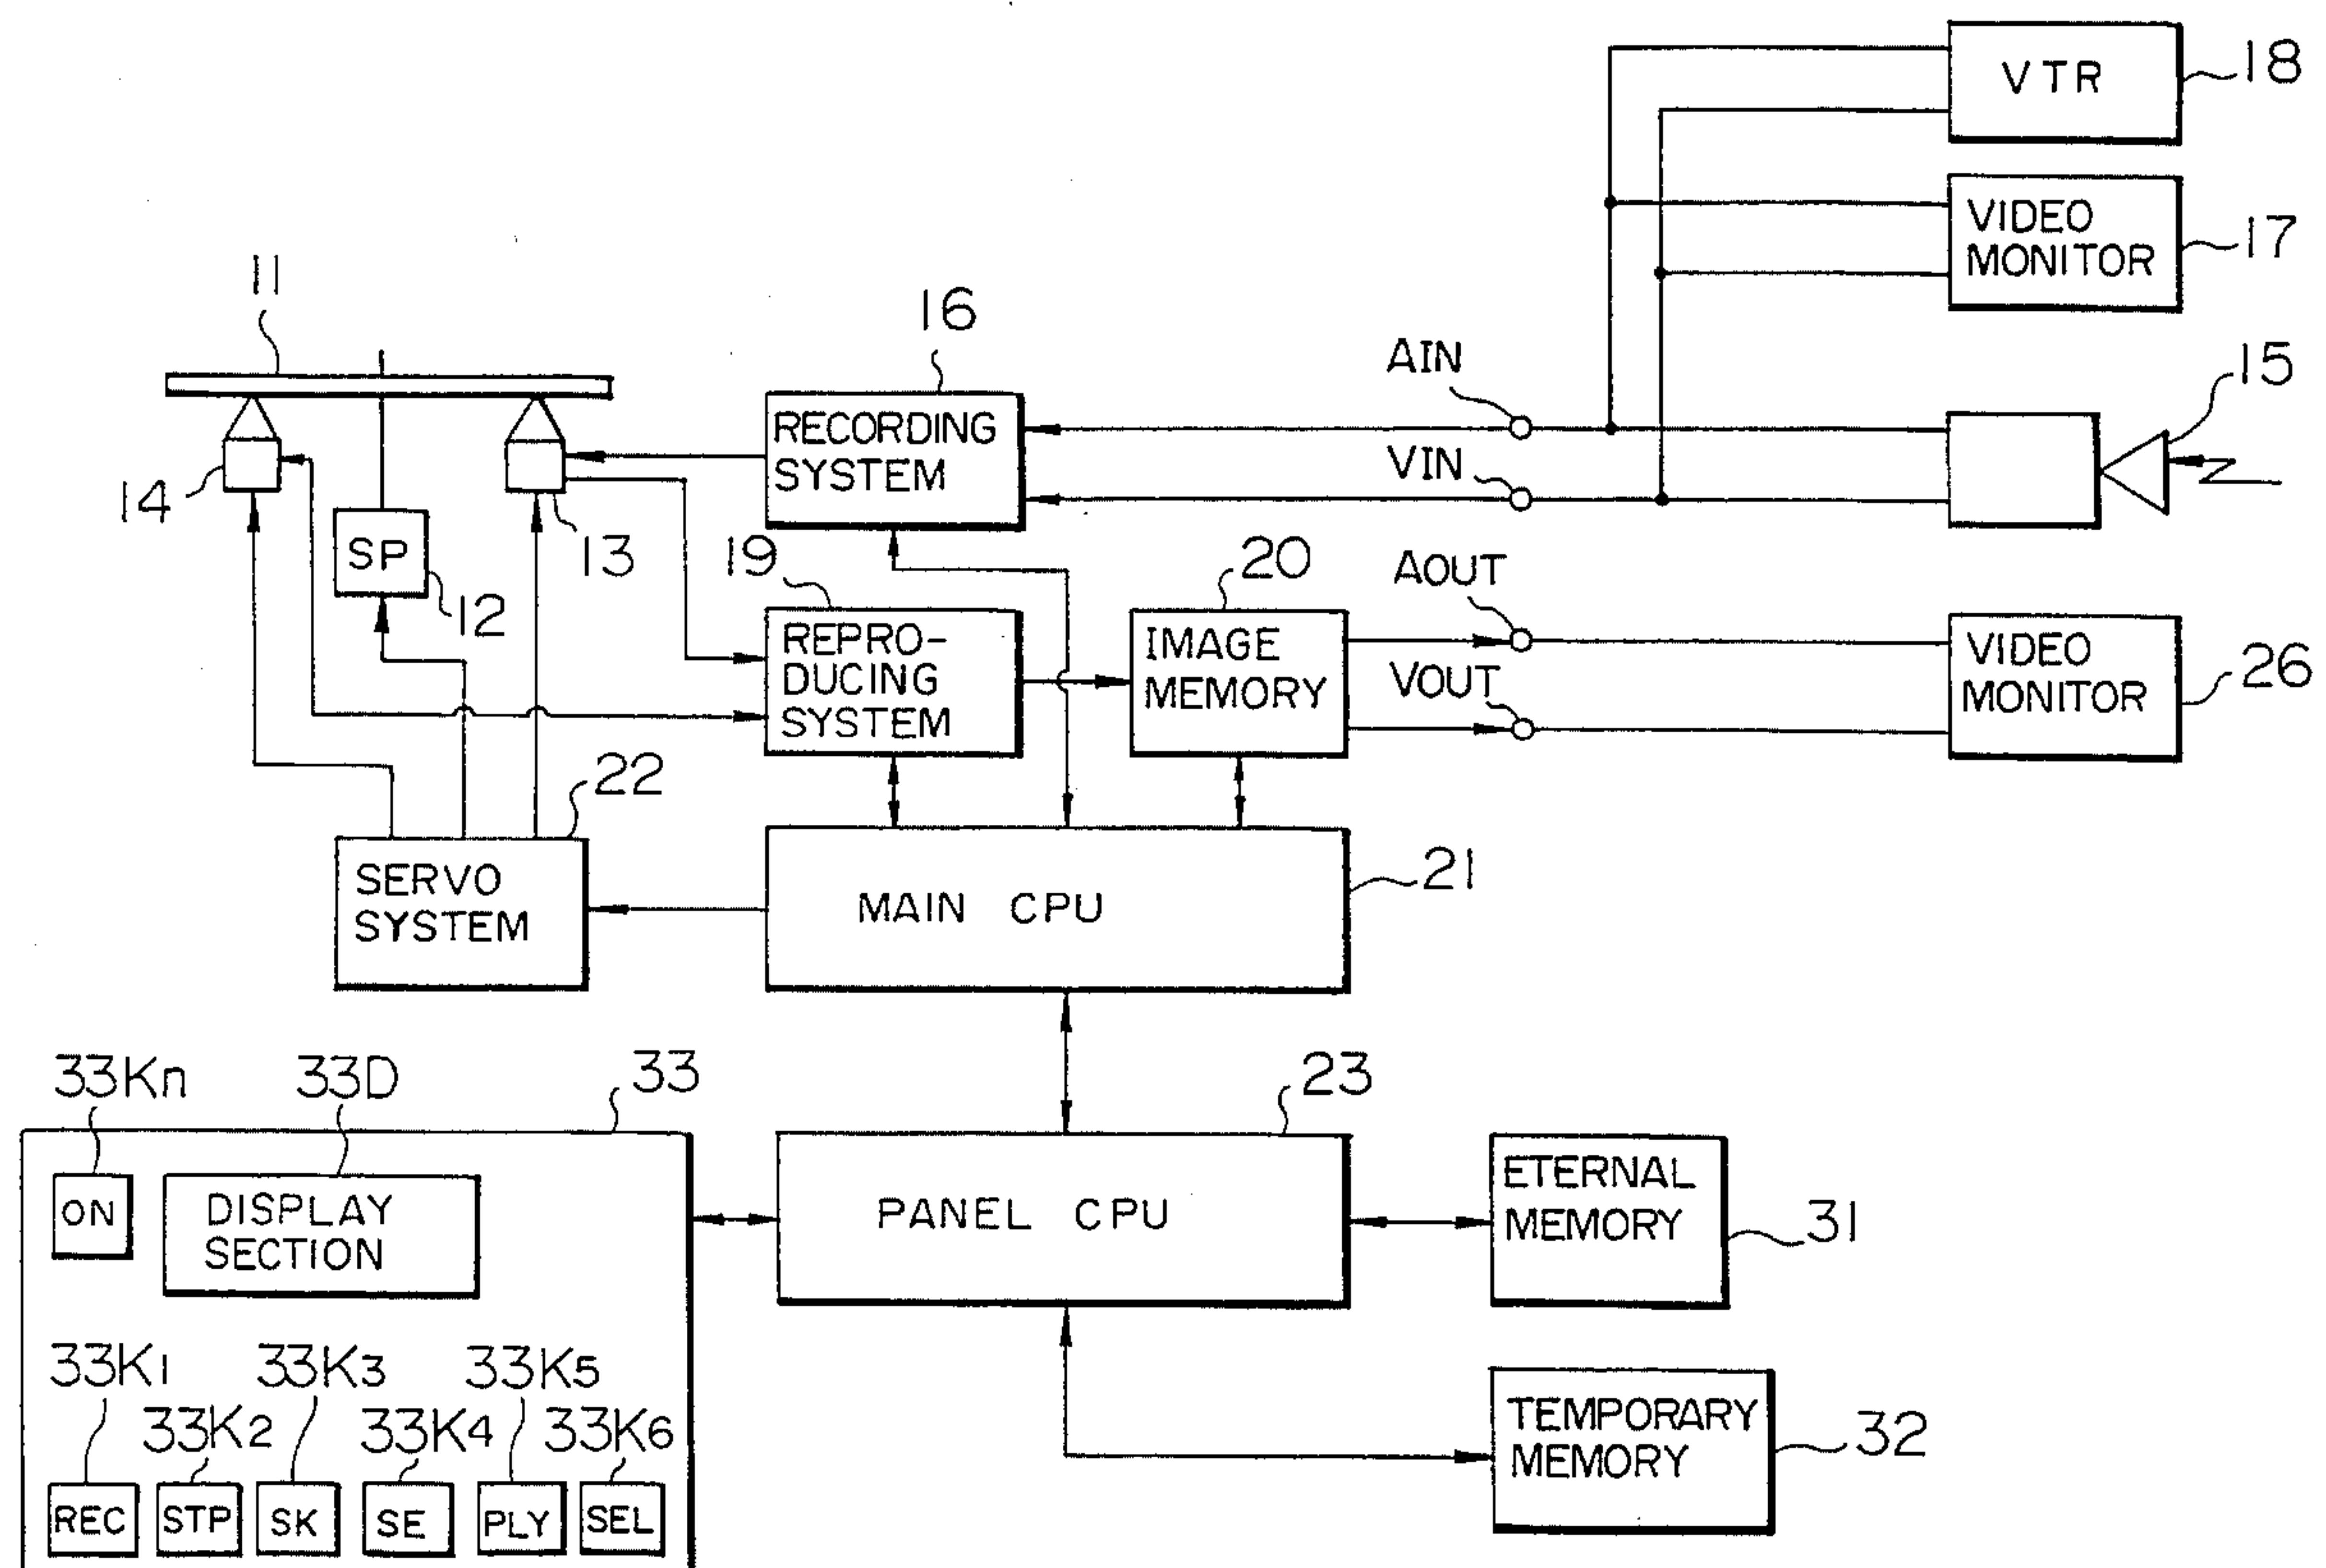 VTR
18
VIDEO
MONITOR
17
11
16
AIN
15
RECORDING
SYSTEM
VIN
14
SP
13
12
19
20
AOUT
REPRO-
DUCING
SYSTEM
IMAGE
MEMORY
VOUT
VIDEO
MONITOR
26
22
SERVO
SYSTEM
MAIN CPU
21
33Kn
33D
33
23
ON
DISPLAY
SECTION
PANEL CPU
ETERNAL
MEMORY
31
33K1
33K3
33K5
33K2
33K4
33K6
TEMPORARY
MEMORY
32
REC
STP
SK
SE
PLY
SEL